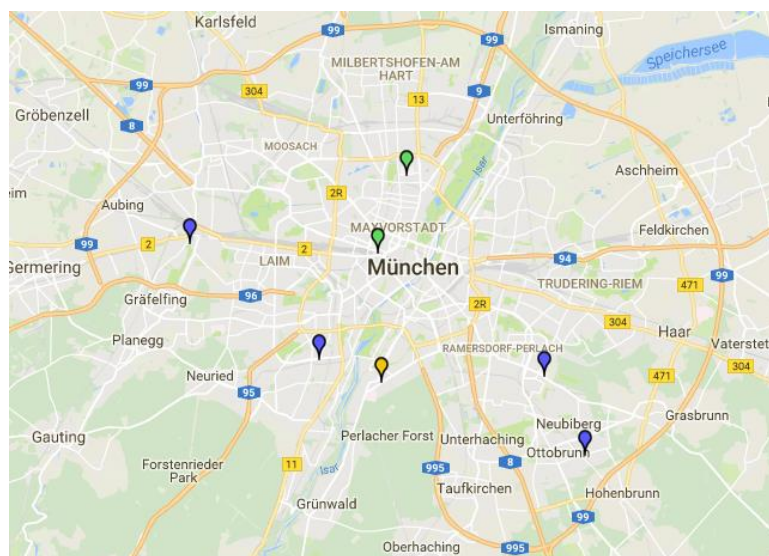 Karlsfeld
99
Ismaning
99
MILBERTSHOFEN-AM
HART
Speichersee
99
304
9
13
Gröbenzell
8
Unterföhring
MOOSACH
Isar
Aschheim
2R
Aubing
MAXVORSTADT
Feldkirchen
99
2
2
94
LAIM
München
Germering
99
TRUDERING-RIEM
471
96
2R
Gräfelfing
304
Haar
Planegg
RAMERSDORF-PERLACH
Vaterstet
304
Neuried
471
95
Grasbrunn
Neubiberg
Gauting
Perlacher Forst
Unterhaching
Ottobrunn
Forstenrieder
Park
11
Isar
995
8
Taufkirchen
Hohenbrunn
Grünwald
99
Oberhaching
995